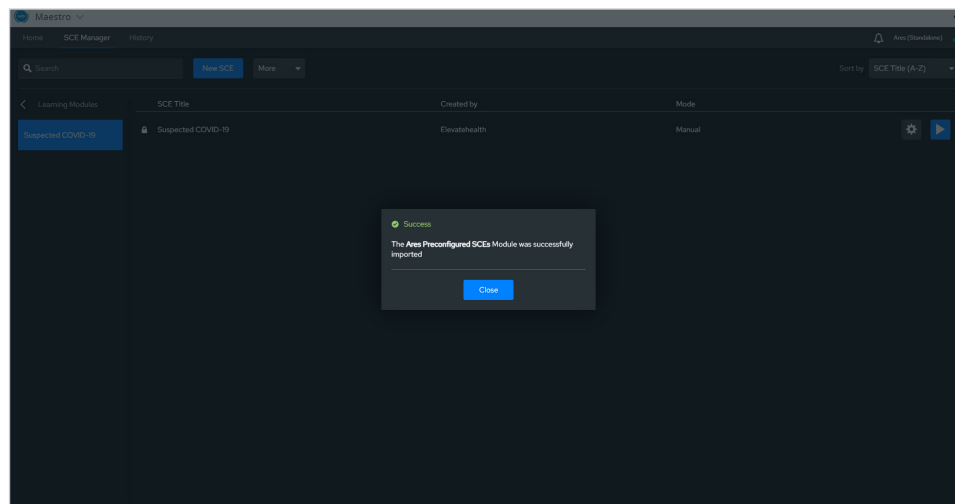 Maestro
Home SCE Manager History Ares (Standalone)
Search New SCE More Sort by SCE Title (A-Z)
Learning Modules SCE Title Created by Mode
Suspected COVID-19 Suspected COVID-19 Elevatehealth Manual
Success
The Ares Preconfigured SCEs Module was successfully
imported
Close